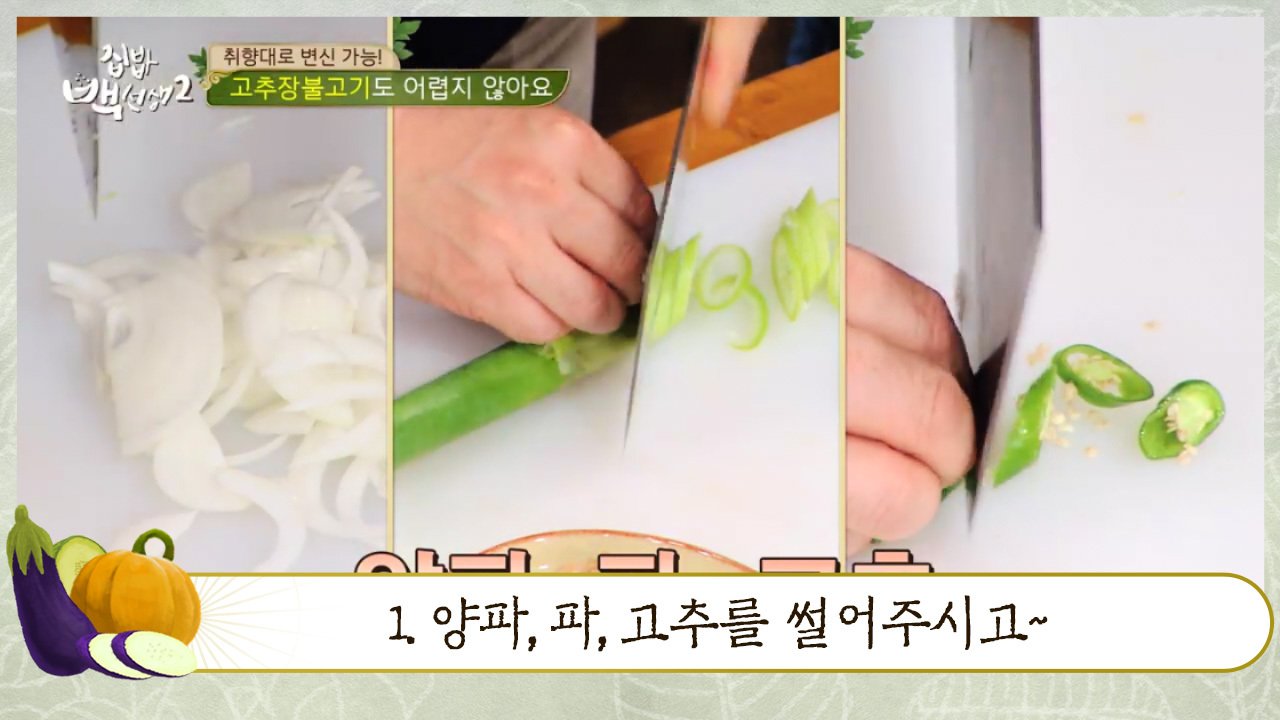 집밥
백선생2
취향대로 변신 가능!
고추장불고기도 어렵지 않아요
1. 양파, 파, 고추를 썰어주시고~